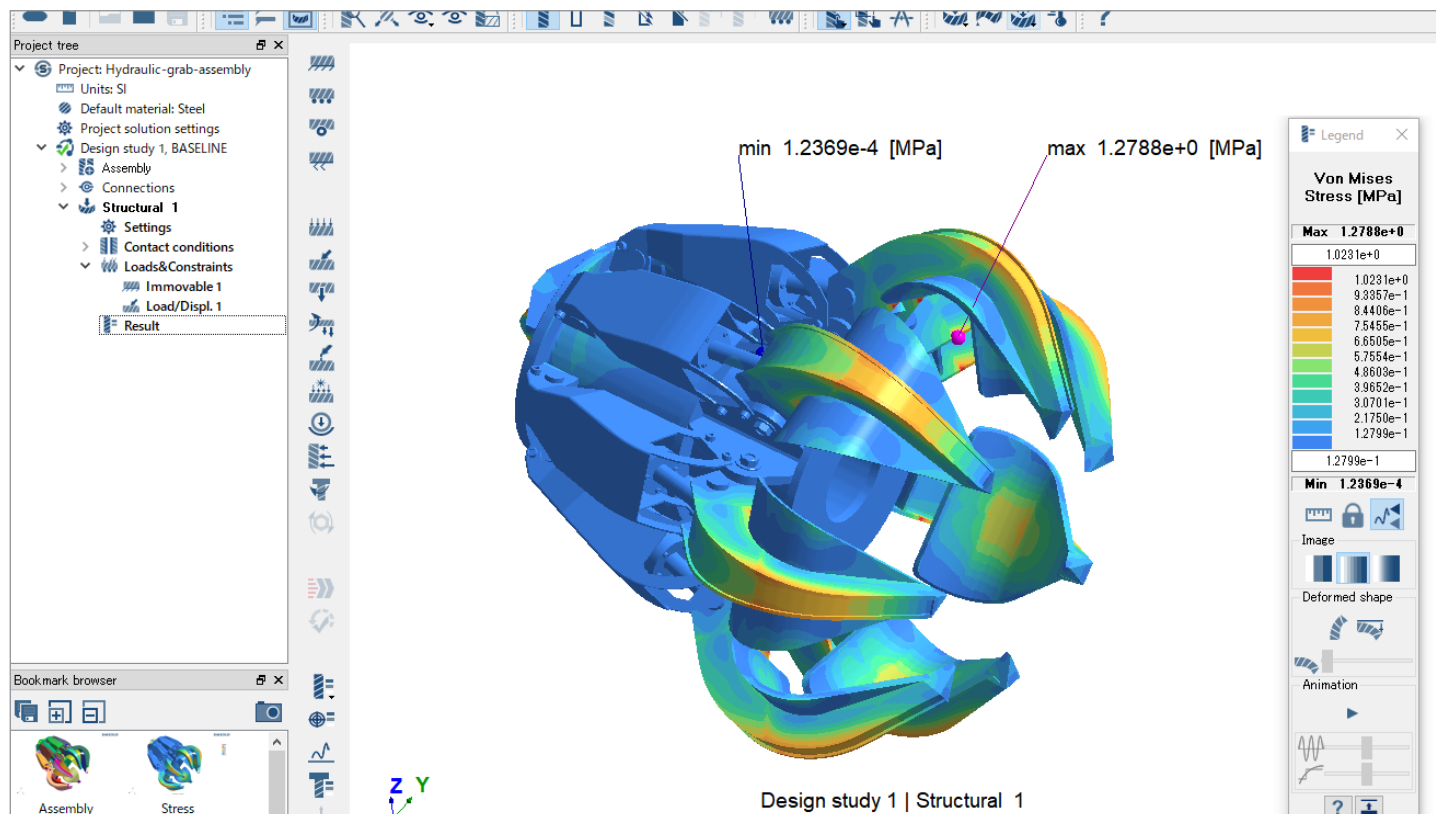 Project tree
Project: Hydraulic-grab-assembly
Units: SI
Default material: Steel
Project solution settings
Design study 1, BASELINE
Assembly
Connections
Structural 1
Settings
Contact conditions
Loads&Constraints
Immovable 1
Load/Displ. 1
Result
Bookmark browser
Assembly
Stress
min 1.2369e-4 [MPa]
max 1.2788e+0 [MPa]
Z
Y
Design study 1 | Structural 1
Legend
Von Mises
Stress [MPa]
Max 1.2788e+0
1.0231e+0
1.0231e+0
9.3357e-1
8.4406e-1
7.5455e-1
6.6505e-1
5.7554e-1
4.8603e-1
3.9652e-1
3.0701e-1
2.1750e-1
1.2799e-1
1.2799e-1
Min 1.2369e-4
Image
Deformed shape
Animation
?